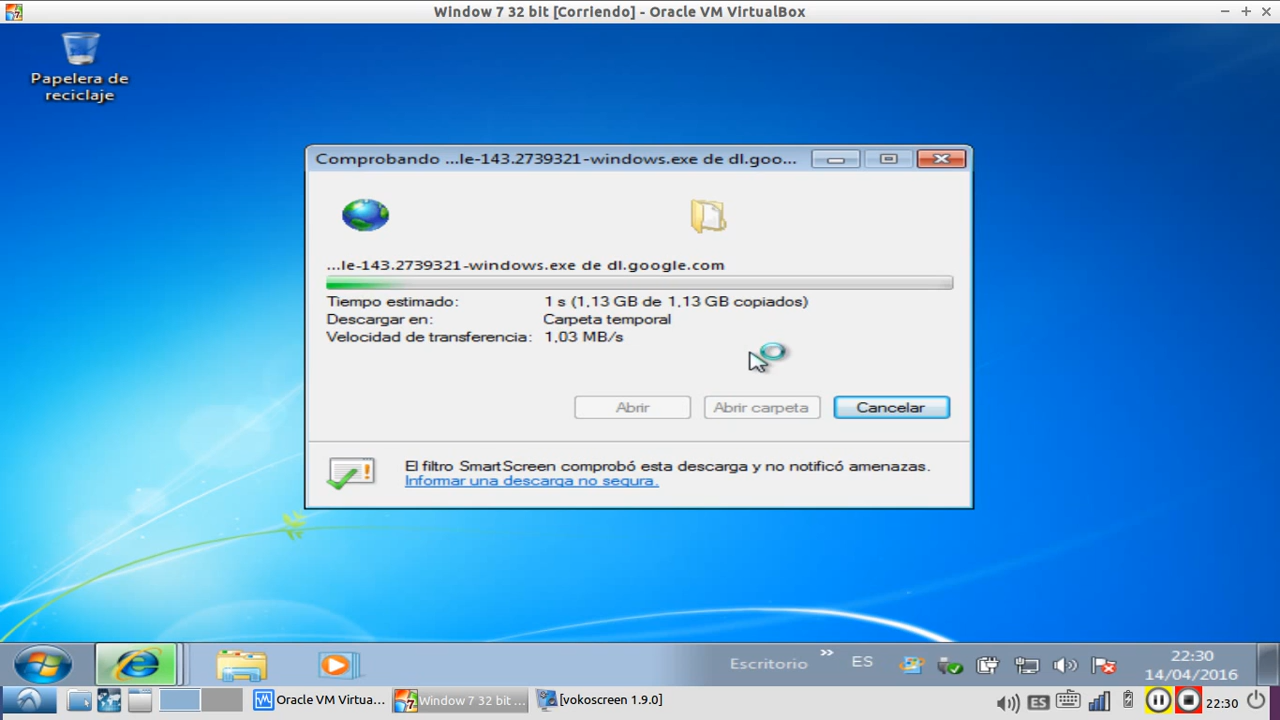 Window 7 32 bit [Corriendo] - Oracle VM VirtualBox
Papelera de
reciclaje
Comprobando ...le-143.2739321-windows.exe de dl.goo...
...le-143.2739321-windows.exe de dl.google.com
Tiempo estimado: 1 s (1,13 GB de 1,13 GB copiados)
Descargar en: Carpeta temporal
Velocidad de transferencia: 1,03 MB/s
Abrir Abrir carpeta Cancelar
El filtro SmartScreen comprobó esta descarga y no notificó amenazas.
Informar una descarga no segura.
Escritorio » ES 22:30
14/04/2016
Oracle VM Virtua... Window 7 32 bit ... [vokoscreen 1.9.0] ES 22:30